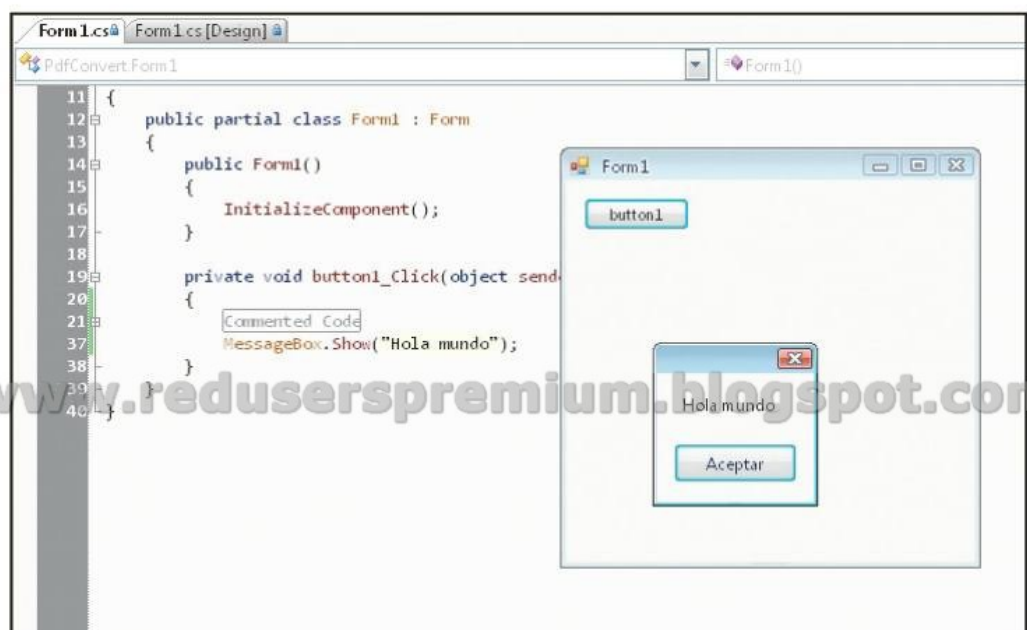 Form1.cs Form1.cs [Design]
PdfConvert.Form1 Form1()
11 {
12 public partial class Form1 : Form
13 {
14 public Form1()
15 {
16 InitializeComponent();
17 }
18
19 private void button1_Click(object sende
20 {
21 Commented Code
37 MessageBox.Show("Hola mundo");
38 }
39 }
40 }
Form1
button1
Hola mundo
Aceptar
www.reduserspremium.blogspot.com